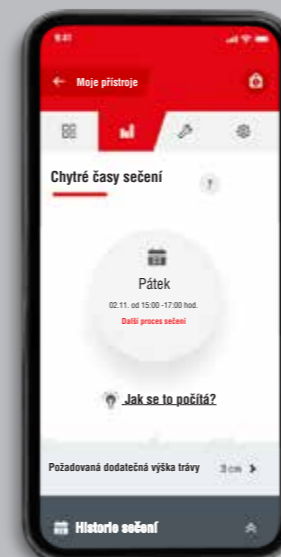 9:41
Moje přístroje
Chytré časy sečení
?
Pátek
02.11. od 15:00 -17:00 hod.
Další proces sečení
Jak se to počítá?
Požadovaná dodatečná výška trávy 3 cm
Historie sečení